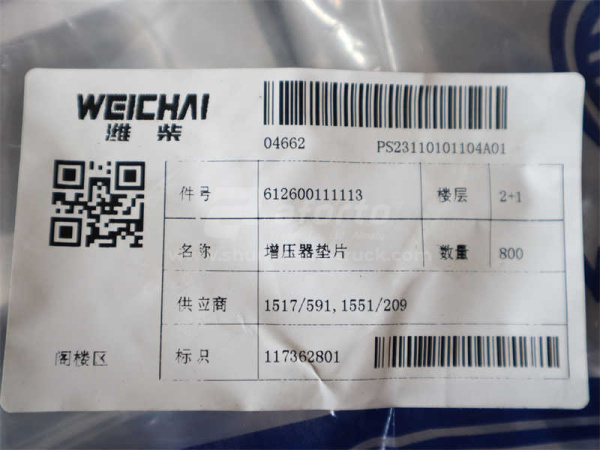 WEICHAI
潍柴
04662 PS23110101104A01
件号 612600111113 楼层 2+1
名称 增压器垫片 数量 800
供应商 1517/591,1551/209
阁楼区 标识 117362801